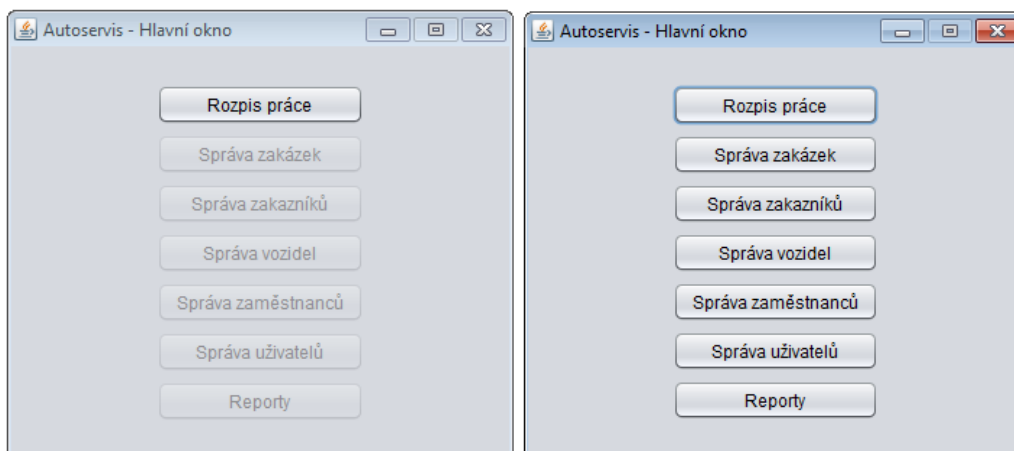 Autoservis - Hlavní okno
Rozpis práce
Správa zakázek
Správa zakazníků
Správa vozidel
Správa zaměstnanců
Správa uživatelů
Reporty
Autoservis - Hlavní okno
Rozpis práce
Správa zakázek
Správa zakazníků
Správa vozidel
Správa zaměstnanců
Správa uživatelů
Reporty